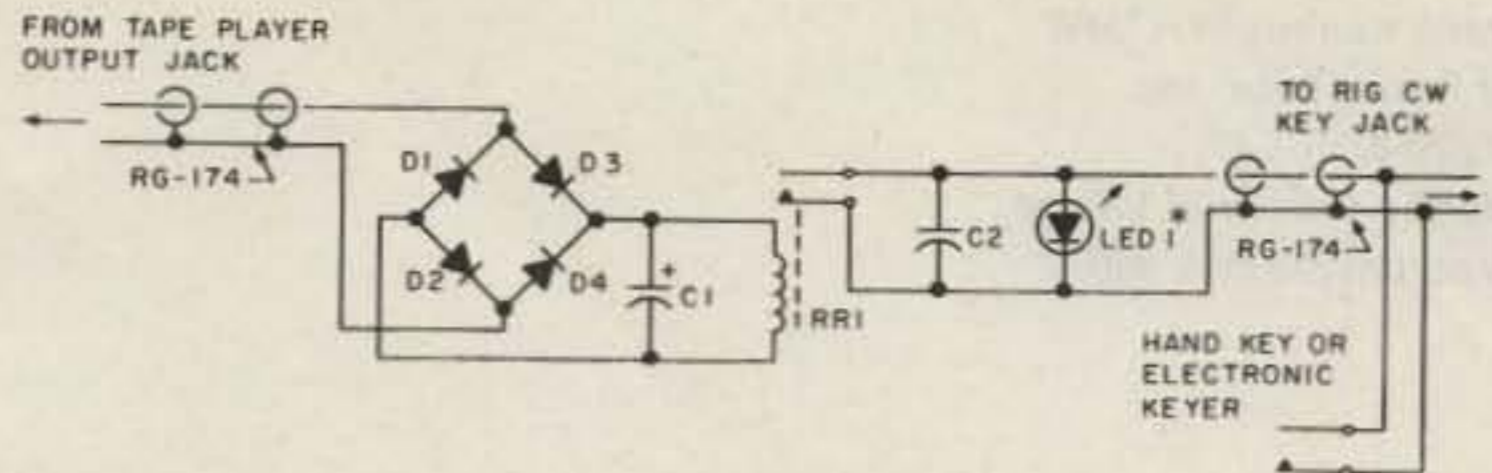 FROM TAPE PLAYER
OUTPUT JACK
RG-174
D1
D3
D2
D4
+
C1
RR1
C2
LED 1*
TO RIG CW
KEY JACK
RG-174
HAND KEY OR
ELECTRONIC
KEYER